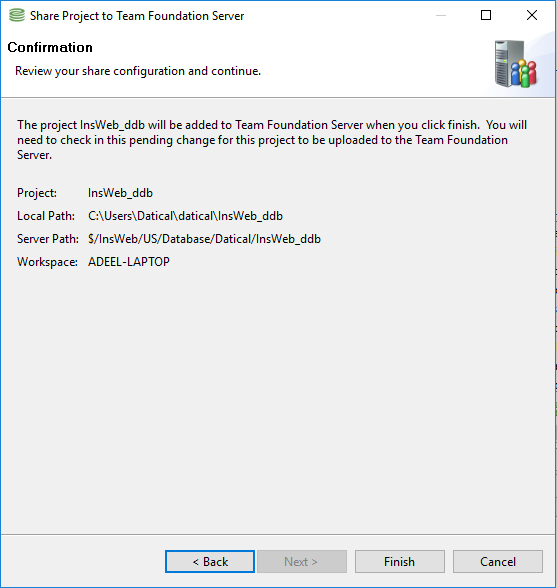 Share Project to Team Foundation Server
Confirmation
Review your share configuration and continue.
The project InsWeb_ddb will be added to Team Foundation Server when you click finish.  You will
need to check in this pending change for this project to be uploaded to the Team Foundation
Server.
Project: InsWeb_ddb
Local Path: C:\Users\Datical\datical\InsWeb_ddb
Server Path: $/InsWeb/US/Database/Datical/InsWeb_ddb
Workspace: ADEEL-LAPTOP
< Back Next > Finish Cancel